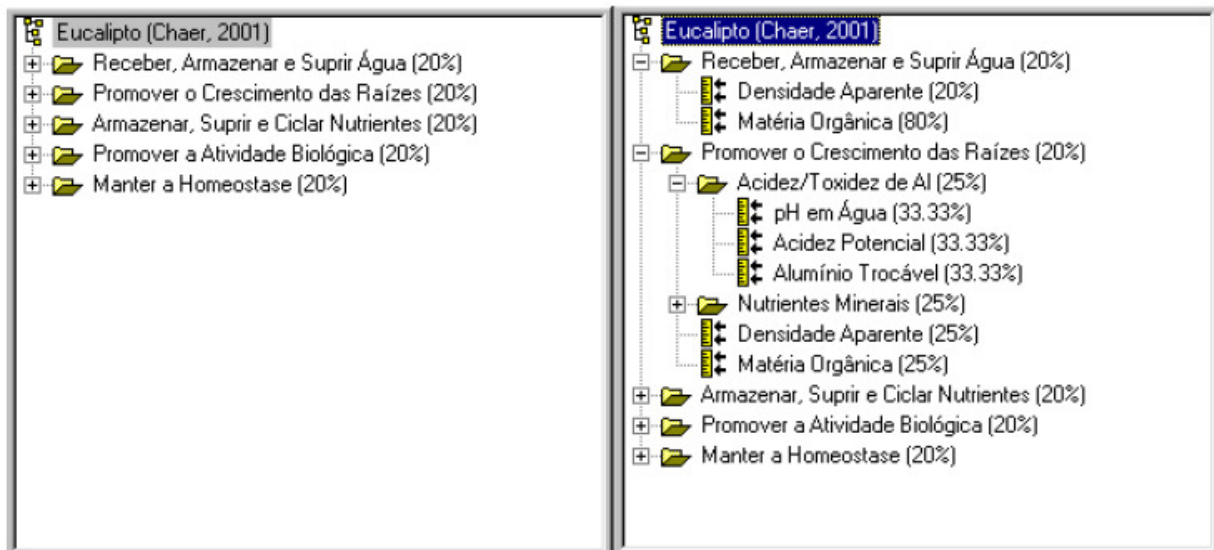 Eucalipto (Chaer, 2001)
Receber, Armazenar e Suprir Água (20%)
Promover o Crescimento das Raízes (20%)
Armazenar, Suprir e Ciclar Nutrientes (20%)
Promover a Atividade Biológica (20%)
Manter a Homeostase (20%)
Eucalipto (Chaer, 2001)
Receber, Armazenar e Suprir Água (20%)
Densidade Aparente (20%)
Matéria Orgânica (80%)
Promover o Crescimento das Raízes (20%)
Acidez/Toxidez de Al (25%)
pH em Água (33.33%)
Acidez Potencial (33.33%)
Alumínio Trocável (33.33%)
Nutrientes Minerais (25%)
Densidade Aparente (25%)
Matéria Orgânica (25%)
Armazenar, Suprir e Ciclar Nutrientes (20%)
Promover a Atividade Biológica (20%)
Manter a Homeostase (20%)